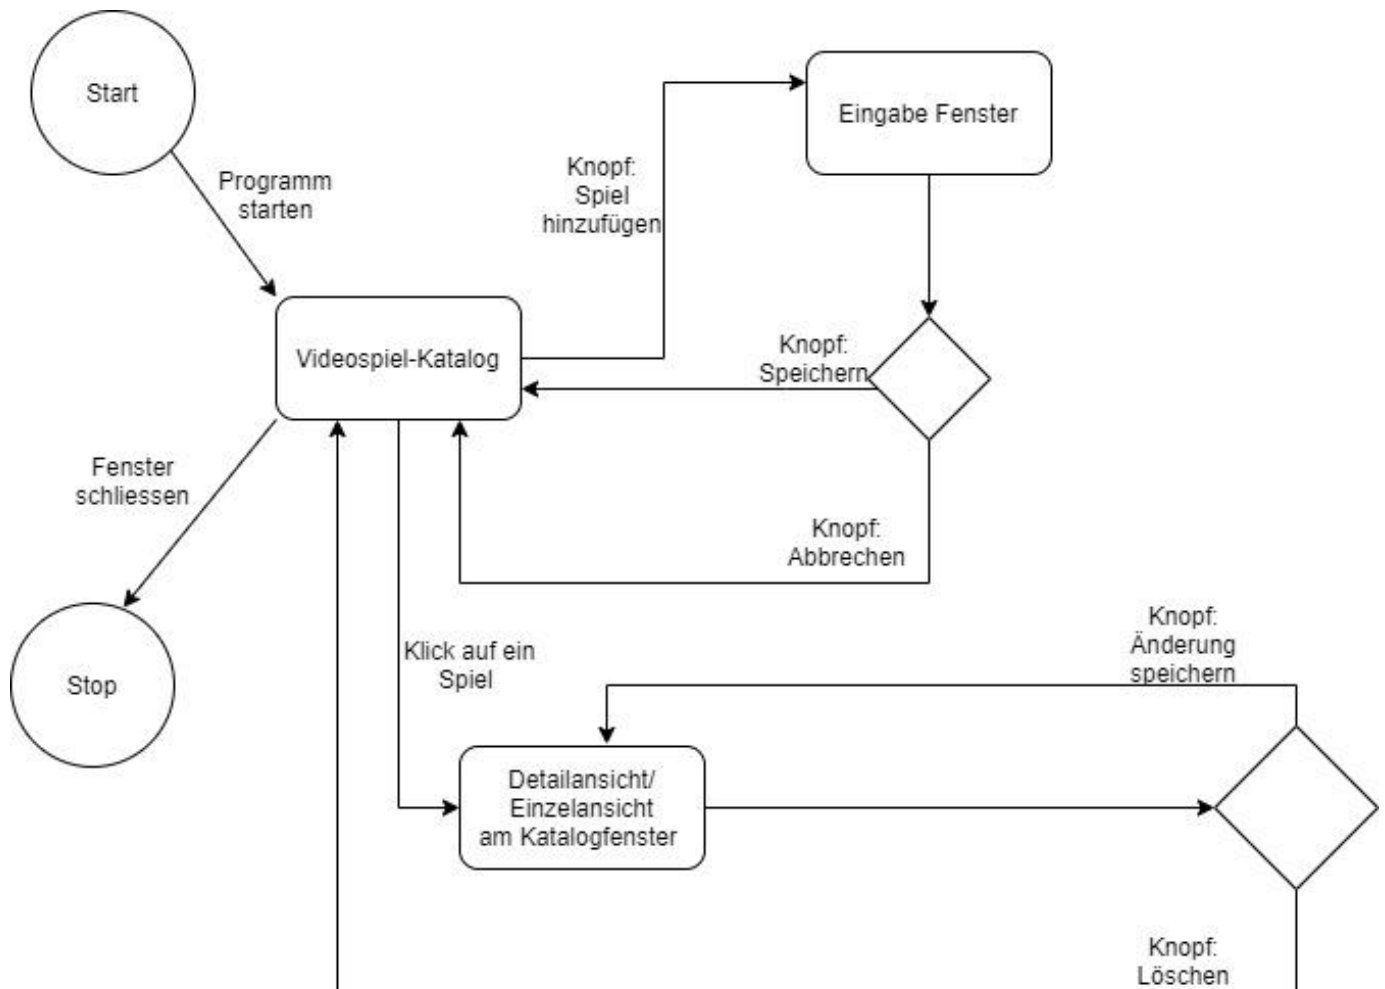 Start
Programm
starten
Knopf:
Spiel
hinzufügen
Eingabe Fenster
Videospiel-Katalog
Knopf:
Speichern
Fenster
schliessen
Knopf:
Abbrechen
Stop
Klick auf ein
Spiel
Knopf:
Änderung
speichern
Detailansicht/
Einzelansicht
am Katalogfenster
Knopf:
Löschen